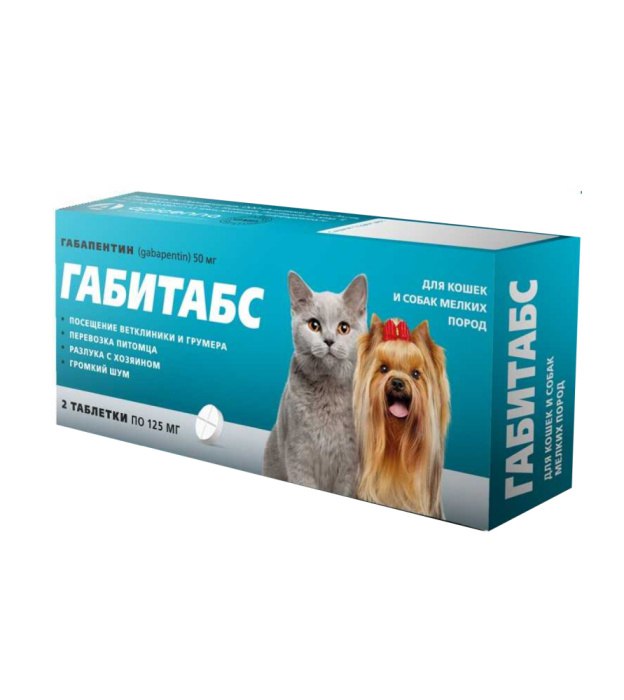 apicenna
ГАБАПЕНТИН (gabapentin) 50 мг
ГАБИТАБС
• ПОСЕЩЕНИЕ ВЕТКЛИНИКИ И ГРУМЕРА
• ПЕРЕВОЗКА ПИТОМЦА
• РАЗЛУКА С ХОЗЯИНОМ
• ГРОМКИЙ ШУМ
2 ТАБЛЕТКИ ПО 125 МГ
ДЛЯ КОШЕК
И СОБАК МЕЛКИХ
ПОРОД
ГАБИТАБС
ДЛЯ КОШЕК И СОБАК
МЕЛКИХ ПОРОД